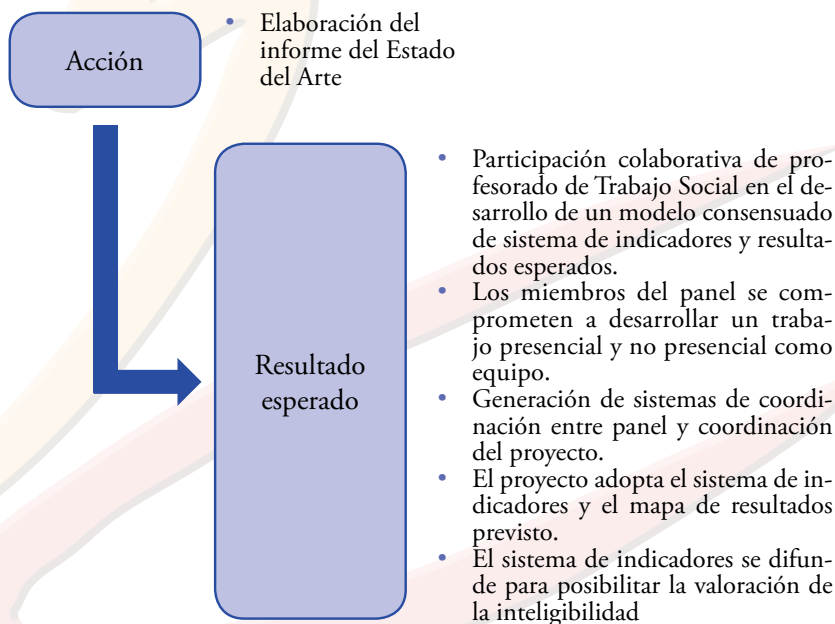 Acción
• Elaboración del
informe del Estado
del Arte
Resultado
esperado
• Participación colaborativa de pro-
fesorado de Trabajo Social en el de-
sarrollo de un modelo consensuado
de sistema de indicadores y resulta-
dos esperados.
• Los miembros del panel se com-
prometen a desarrollar un traba-
jo presencial y no presencial como
equipo.
• Generación de sistemas de coordi-
nación entre panel y coordinación
del proyecto.
• El proyecto adopta el sistema de in-
dicadores y el mapa de resultados
previsto.
• El sistema de indicadores se difun-
de para posibilitar la valoración de
la inteligibilidad